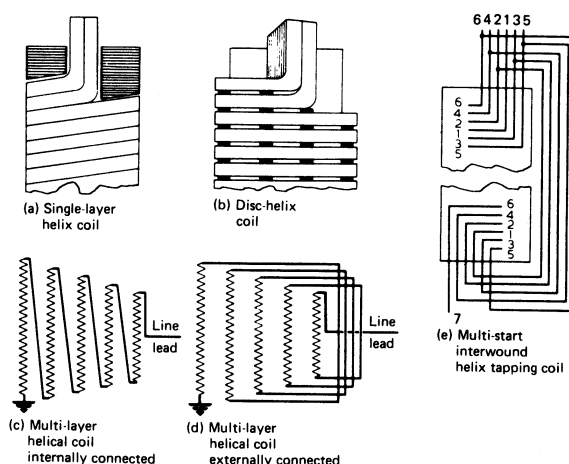 (a) Single-layer
helix coil
(b) Disc-helix
coil
642135
6
4
2
1
3
5
6
4
2
1
3
5
7
(e) Multi-start
interwound
helix tapping coil
Line
lead
(c) Multi-layer
helical coil
internally connected
Line
lead
(d) Multi-layer
helical coil
externally connected